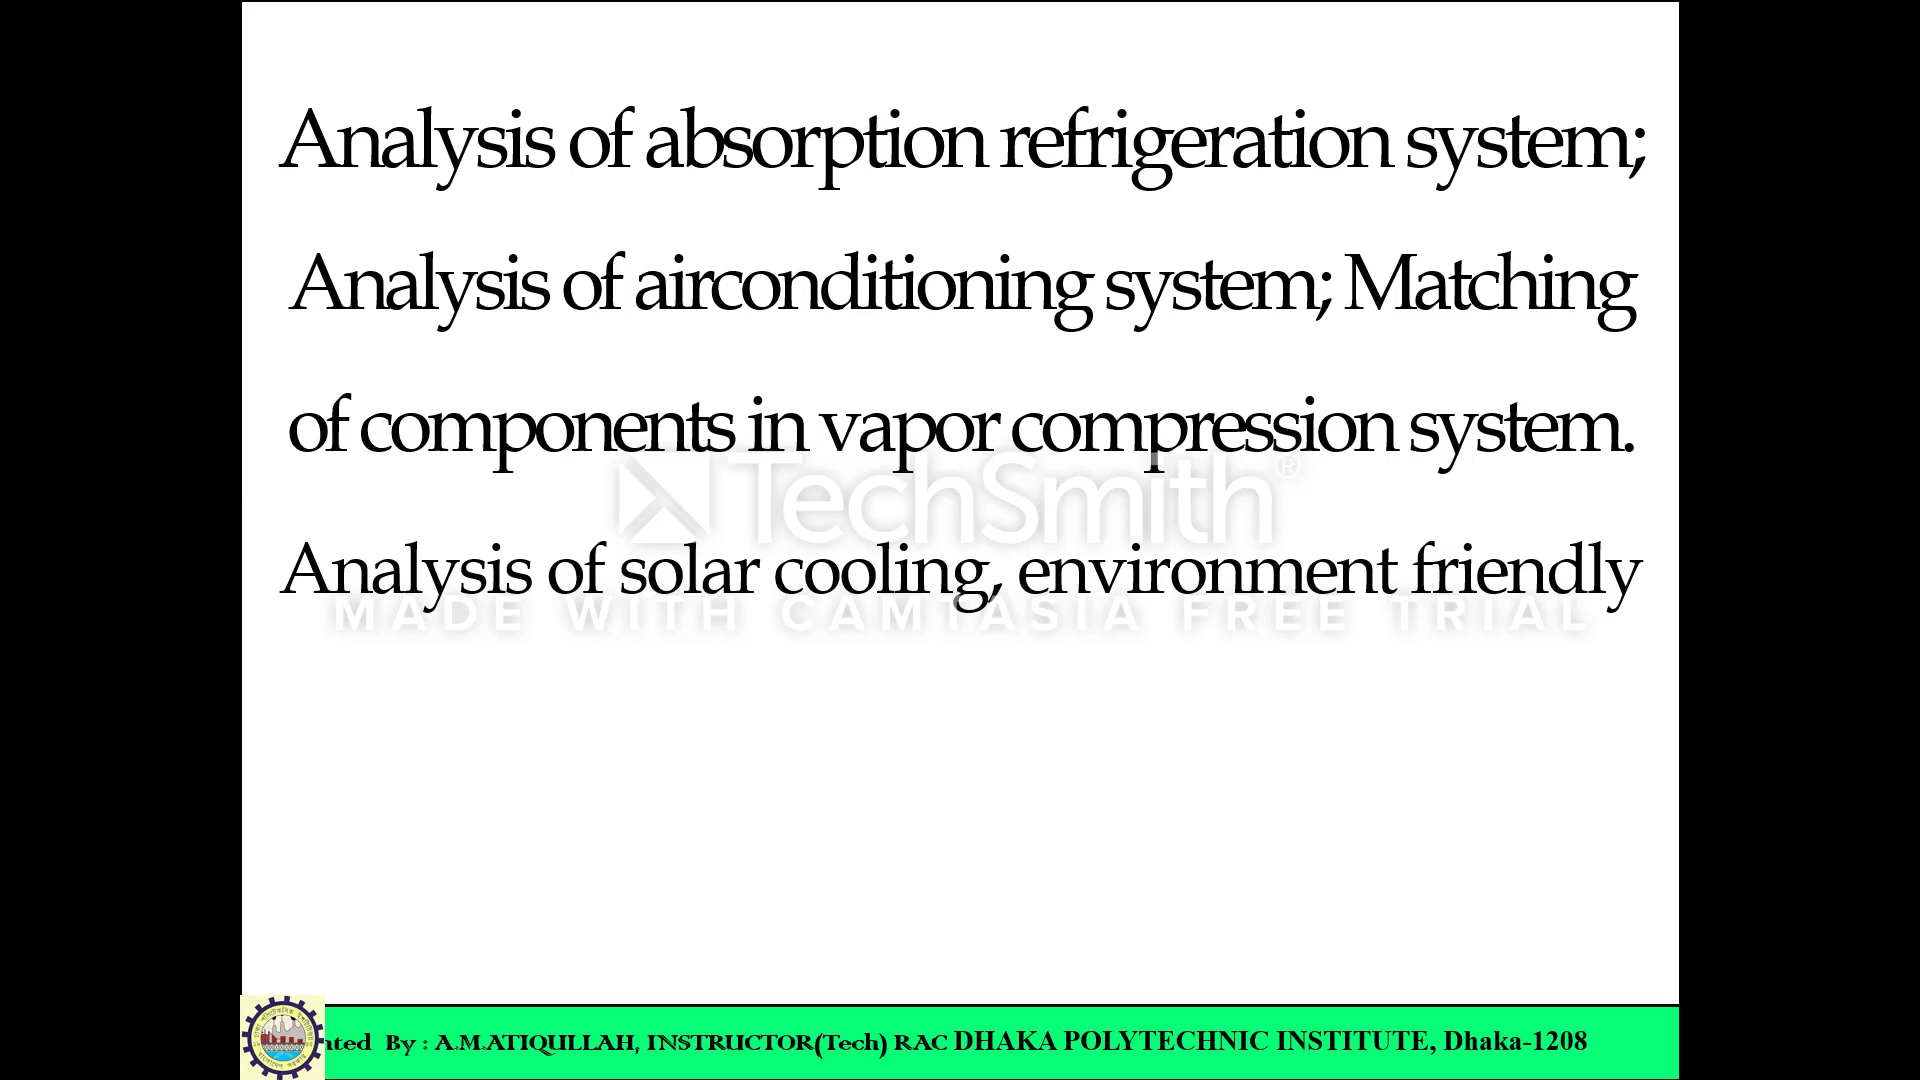 Analysis of absorption refrigeration system;
Analysis of airconditioning system; Matching
of components in vapor compression system.
TechSmith®
Analysis of solar cooling, environment friendly
MADE WITH CAMTASIA FREE TRIAL
nted By : A.M.ATIQULLAH, INSTRUCTOR(Tech) RAC DHAKA POLYTECHNIC INSTITUTE, Dhaka-1208